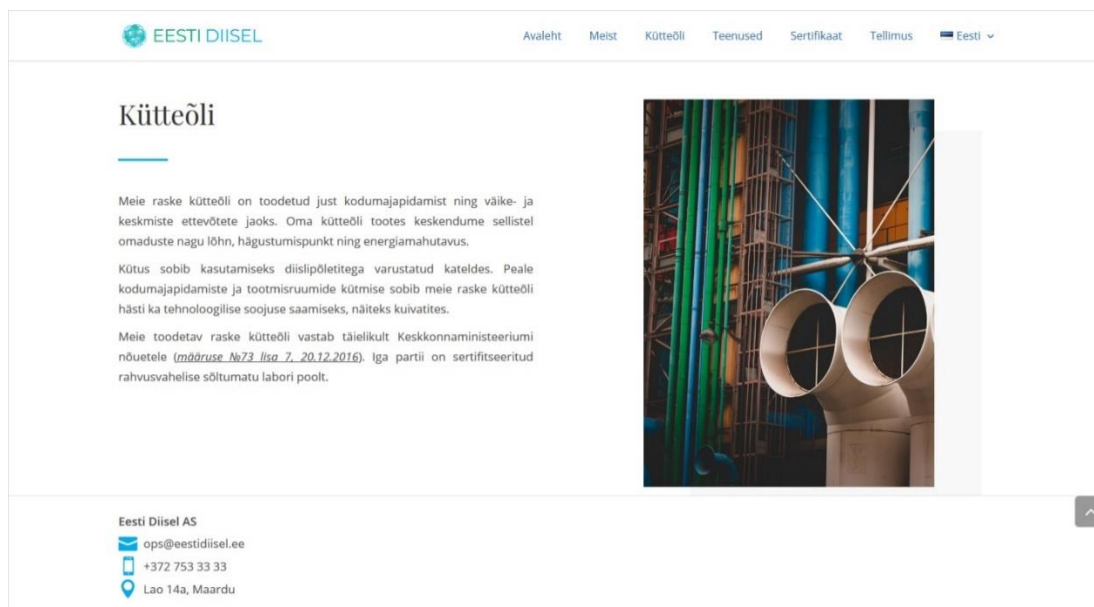 EESTI DIISEL
Avaleht Meist Kütteõli Teenused Sertifikaat Tellimus Eesti
Kütteõli
Meie raske kütteõli on toodetud just kodumajapidamist ning väike- ja
keskmiste ettevõtete jaoks. Oma kütteõli tootes keskendume sellistel
omaduste nagu lõhn, hägustumispunkt ning energiamahutavus.
Kütus sobib kasutamiseks diislipõletitega varustatud kateldes. Peale
kodumajapidamiste ja tootmisruumide kütmise sobib meie raske kütteõli
hästi ka tehnoloogilise soojuse saamiseks, näiteks kuivatites.
Meie toodetav raske kütteõli vastab täielikult Keskkonnaministeeriumi
nõuetele (määruse №73 lisa 7, 20.12.2016). Iga partii on sertifitseeritud
rahvusvahelise sõltumatu labori poolt.
Eesti Diisel AS
ops@eestidiisel.ee
+372 753 33 33
Lao 14a, Maardu